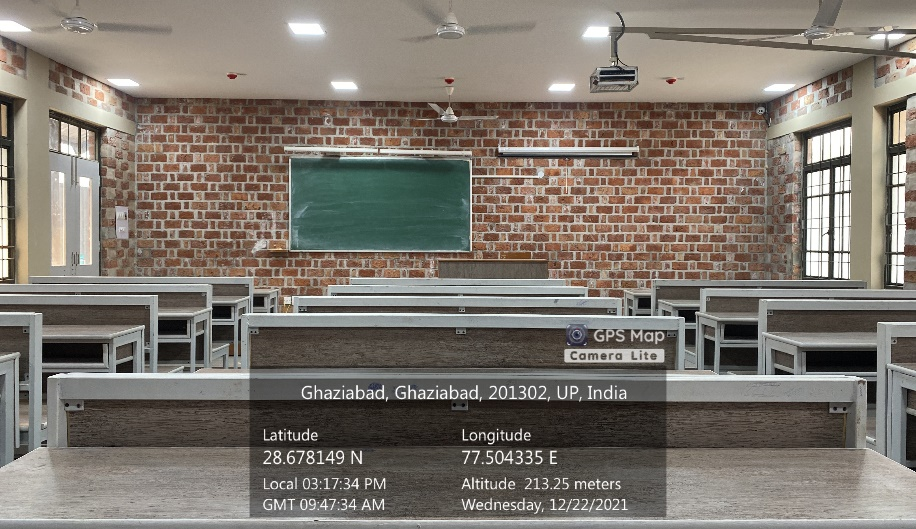 GPS Map
Camera Lite
Ghaziabad, Ghaziabad, 201302, UP, India
Latitude
28.678149 N
Longitude
77.504335 E
Local 03:17:34 PM
GMT 09:47:34 AM
Altitude 213.25 meters
Wednesday, 12/22/2021